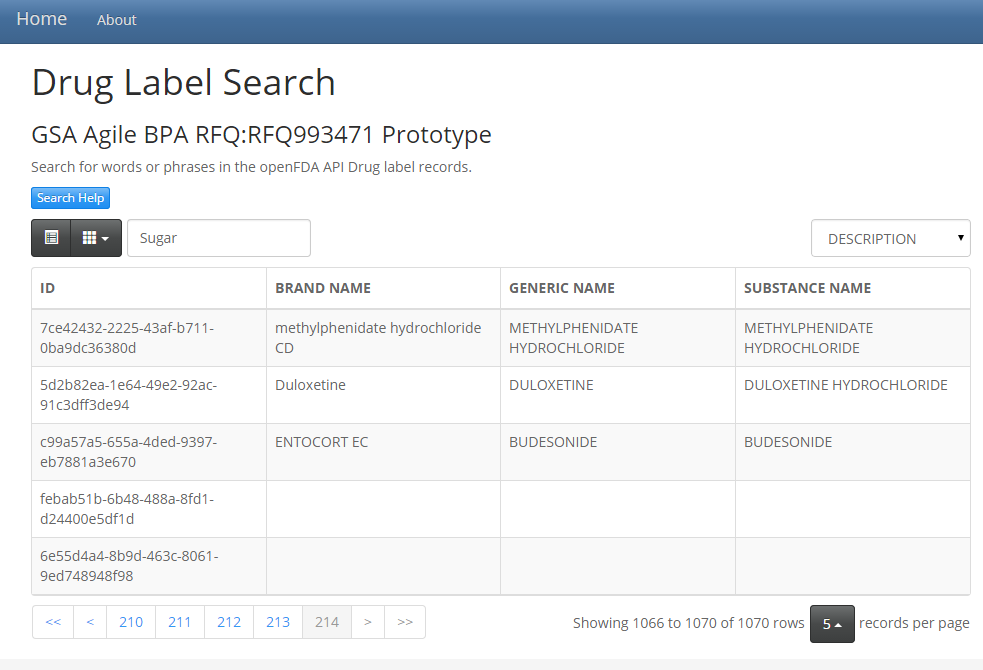 Home About
Drug Label Search
GSA Agile BPA RFQ:RFQ993471 Prototype
Search for words or phrases in the openFDA API Drug label records.
Search Help
Sugar DESCRIPTION
ID BRAND NAME GENERIC NAME SUBSTANCE NAME
7ce42432-2225-43af-b711- methylphenidate hydrochloride METHYLPHENIDATE METHYLPHENIDATE
0ba9dc36380d CD HYDROCHLORIDE HYDROCHLORIDE
5d2b82ea-1e64-49e2-92ac- Duloxetine DULOXETINE DULOXETINE HYDROCHLORIDE
91c3dff3de94
c99a57a5-655a-4ded-9397- ENTOCORT EC BUDESONIDE BUDESONIDE
eb7881a3e670
febab51b-6b48-488a-8fd1-
d24400e5df1d
6e55d4a4-8b9d-463c-8061-
9ed748948f98
<< < 210 211 212 213 214 > >> Showing 1066 to 1070 of 1070 rows 5 records per page